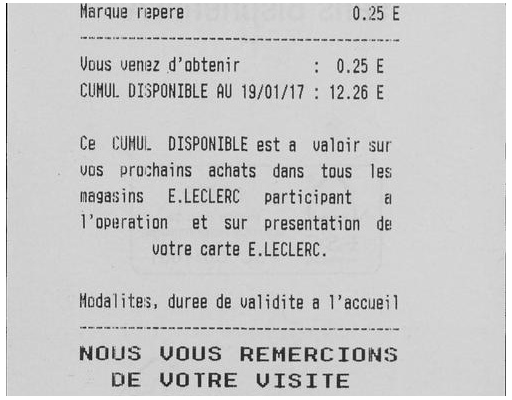 Marque repere 0.25 E
Vous venez d'obtenir : 0.25 E
CUMUL DISPONIBLE AU 19/01/17 : 12.26 E
Ce CUMUL DISPONIBLE est a valoir sur
vos prochains achats dans tous les
magasins E.LECLERC participant a
l'operation et sur presentation de
votre carte E.LECLERC.
Modalites, duree de validite a l'accueil
NOUS VOUS REMERCIONS
DE VOTRE VISITE